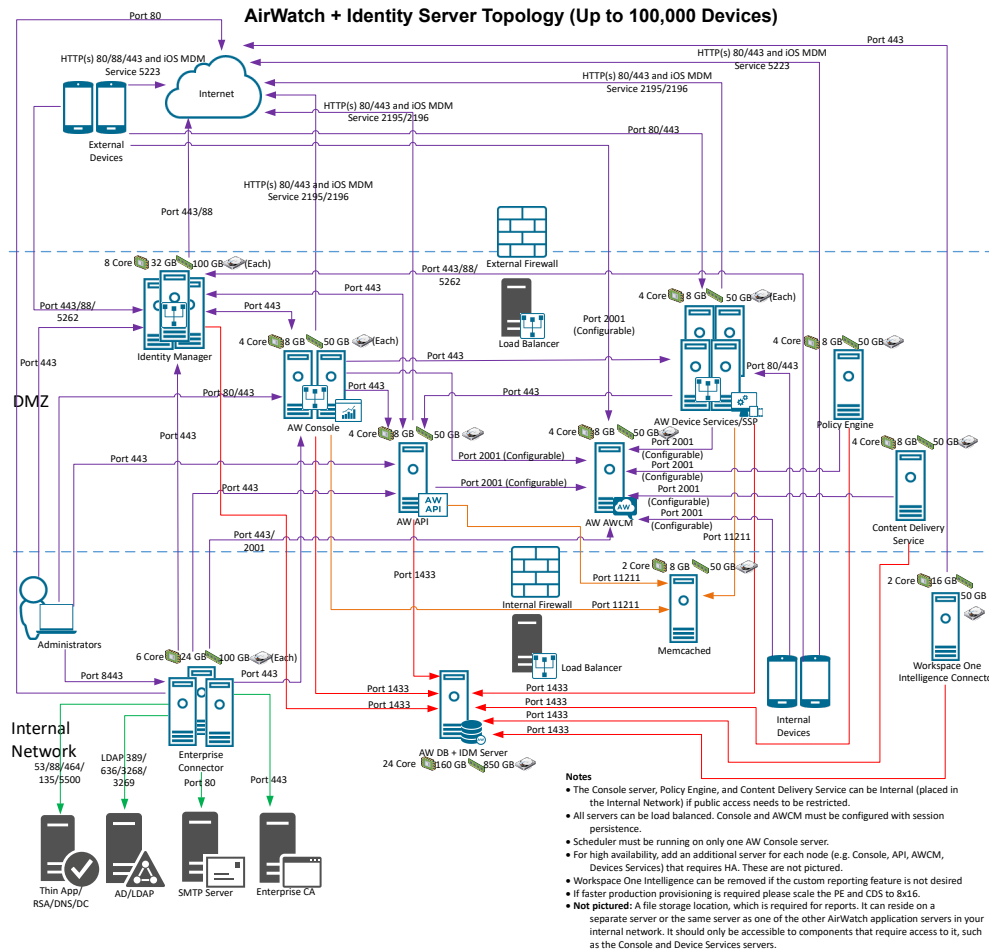 AirWatch + Identity Server Topology (Up to 100,000 Devices)
Port 80
Port 443
HTTP(s) 80/88/443 and iOS MDM
Service 5223
HTTP(s) 80/443 and iOS MDM
Service 5223
Internet
HTTP(s) 80/443 and iOS MDM
Service 2195/2196
HTTP(s) 80/443 and iOS MDM
Service 2195/2196
External
Devices
Port 80/443
HTTP(s) 80/443 and iOS MDM
Service 2195/2196
Port 443/88
External Firewall
8 Core 32 GB 100 GB (Each)
Port 443/88/
5262
Port 443
4 Core 8 GB 50 GB (Each)
Port 443/88/
5262
Port 443
Load Balancer
Port 2001
(Configurable)
4 Core 8 GB 50 GB (Each)
4 Core 8 GB 50 GB
Identity Manager
Port 443
Port 443
Port 80/443
DMZ
Port 80/443
Port 443
Port 443
AW Console
AW Device Services/SSP
Policy Engine
4 Core 8 GB 50 GB
4 Core 8 GB 50 GB
4 Core 8 GB 50 GB
Port 443
Port 2001
(Configurable)
Port 443
Port 2001 (Configurable)
Port 2001
(Configurable)
Port 443
Port 2001 (Configurable)
Port 2001
(Configurable)
AW
API
AW
AW API
AW AWCM
Port 2001
(Configurable)
Content Delivery
Service
Port 443/
2001
Port 11211
Port 1433
2 Core 8 GB 50 GB
Port 11211
2 Core 16 GB
50 GB
Internal Firewall
Port 11211
Administrators
Memcached
6 Core 24 GB 100 GB (Each)
Load Balancer
Workspace One
Intelligence Connecto
Port 8443
Port 443
Port 1433
Port 1433
Port 1433
Port 1433
Port 1433
Port 1433
Internal
Devices
Internal
Network
Enterprise
Connector
AW DB + IDM Server
24 Core 160 GB 850 GB
53/88/464/
135/5500
LDAP 389/
636/3268/
3269
Port 80
Port 443
Thin App/
RSA/DNS/DC
AD/LDAP
SMTP Server
Enterprise CA
Notes
• The Console server, Policy Engine, and Content Delivery Service can be Internal (placed in
the Internal Network) if public access needs to be restricted.
• All servers can be load balanced. Console and AWCM must be configured with session
persistence.
• Scheduler must be running on only one AW Console server.
• For high availability, add an additional server for each node (e.g. Console, API, AWCM,
Devices Services) that requires HA. These are not pictured.
• Workspace One Intelligence can be removed if the custom reporting feature is not desired
• If faster production provisioning is required please scale the PE and CDS to 8x16.
• Not pictured: A file storage location, which is required for reports. It can reside on a
separate server or the same server as one of the other AirWatch application servers in your
internal network. It should only be accessible to components that require access to it, such
as the Console and Device Services servers.